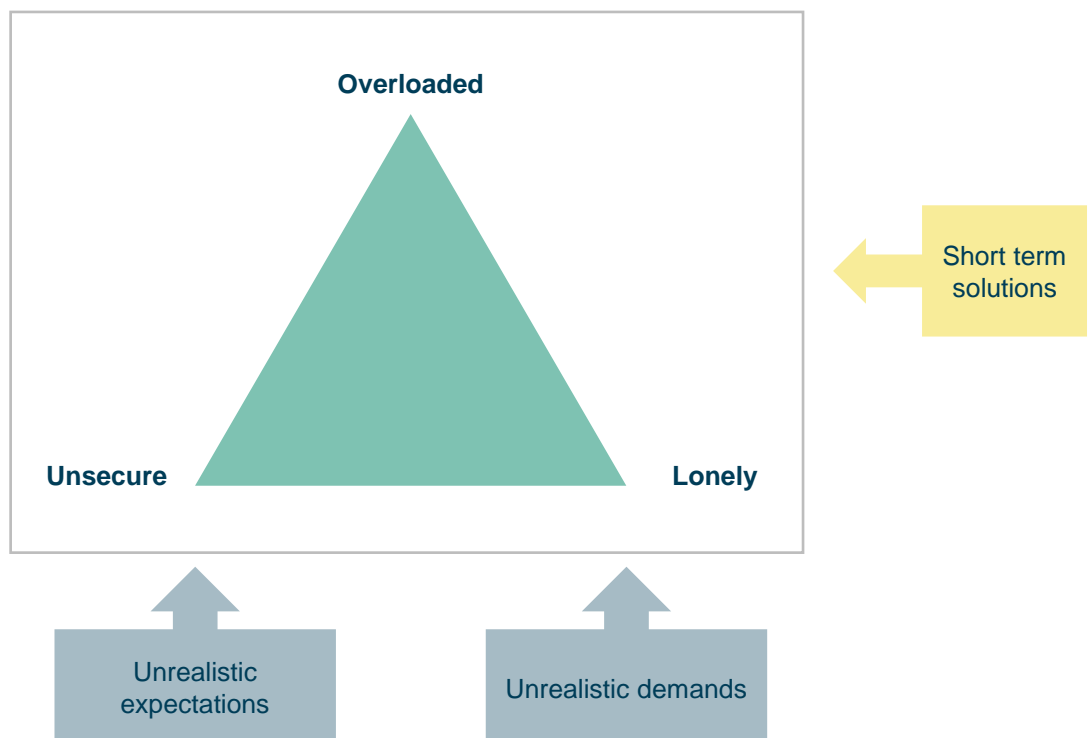 Overloaded
Short term
solutions
Unsecure
Lonely
Unrealistic
expectations
Unrealistic demands